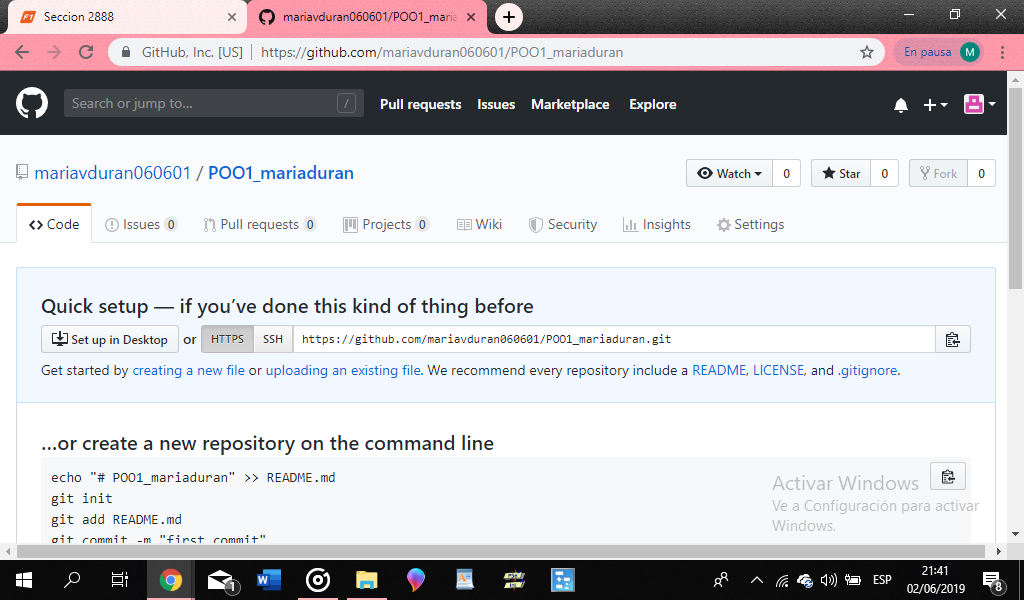 Seccion 2888
mariavduran060601/POO1_maria
GitHub, Inc. [US] | https://github.com/mariavduran060601/POO1_mariaduran
En pausa M
Search or jump to... /
Pull requests Issues Marketplace Explore
mariavduran060601 / POO1_mariaduran
Watch 0 Star 0 Fork 0
Code Issues 0 Pull requests 0 Projects 0 Wiki Security Insights Settings
Quick setup — if you've done this kind of thing before
Set up in Desktop or HTTPS SSH https://github.com/mariavduran060601/POO1_mariaduran.git
Get started by creating a new file or uploading an existing file. We recommend every repository include a README, LICENSE, and .gitignore.
…or create a new repository on the command line
echo "# POO1_mariaduran" >> README.md
git init
git add README.md
git commit -m "first commit"
Activar Windows
Ve a Configuración para activar
Windows.
1
ESP
21:41
02/06/2019
8